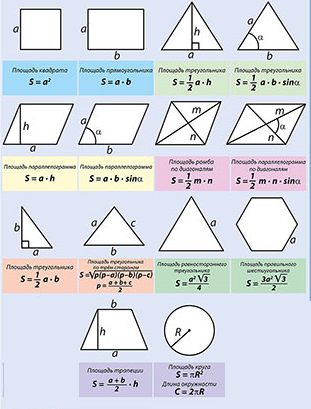 a
a
b
h
a
a
α
b
Площадь квадрата
S = a²
Площадь прямоугольника
S = a · b
Площадь треугольника
S = 1/2 a · h
Площадь треугольника
S = 1/2 a · b · sinα
h
a
a
α
b
m
n
m
α
n
Площадь параллелограмма
S = a · h
Площадь параллелограмма
S = a · b · sinα
Площадь ромба
по диагоналям
S = 1/2 m · n
Площадь параллелограмма
по диагоналям
S = 1/2 m · n · sinα
b
a
a
c
b
a
a
Площадь треугольника
S = 1/2 a · b
Площадь треугольника
по трём сторонам
S = √p(p−a)(p−b)(p−c)
p = a + b + c / 2
Площадь равностороннего
треугольника
S = a²√3 / 4
Площадь правильного
шестиугольника
S = 3a²√3 / 2
b
h
a
R
Площадь трапеции
S = a + b / 2 · h
Площадь круга
S = πR²
Длина окружности
C = 2πR